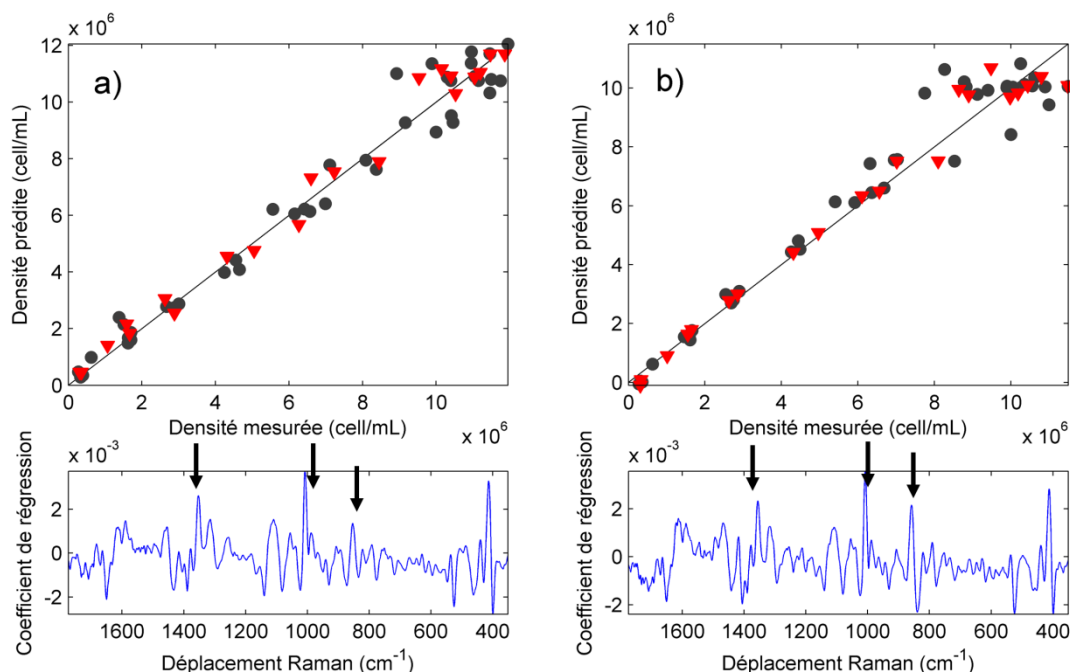 x 10^6
a)
Densité prédite (cell/mL)
12
10
8
6
4
2
0
0 2 4 6 8 10
Densité mesurée (cell/mL)
x 10^6
x 10^6
b)
Densité prédite (cell/mL)
10
8
6
4
2
0
0 2 4 6 8 10
Densité mesurée (cell/mL)
x 10^6
x 10^-3
Coefficient de régression
2
0
-2
1600 1400 1200 1000 800 600 400
Déplacement Raman (cm^-1)
x 10^-3
Coefficient de régression
2
0
-2
1600 1400 1200 1000 800 600 400
Déplacement Raman (cm^-1)